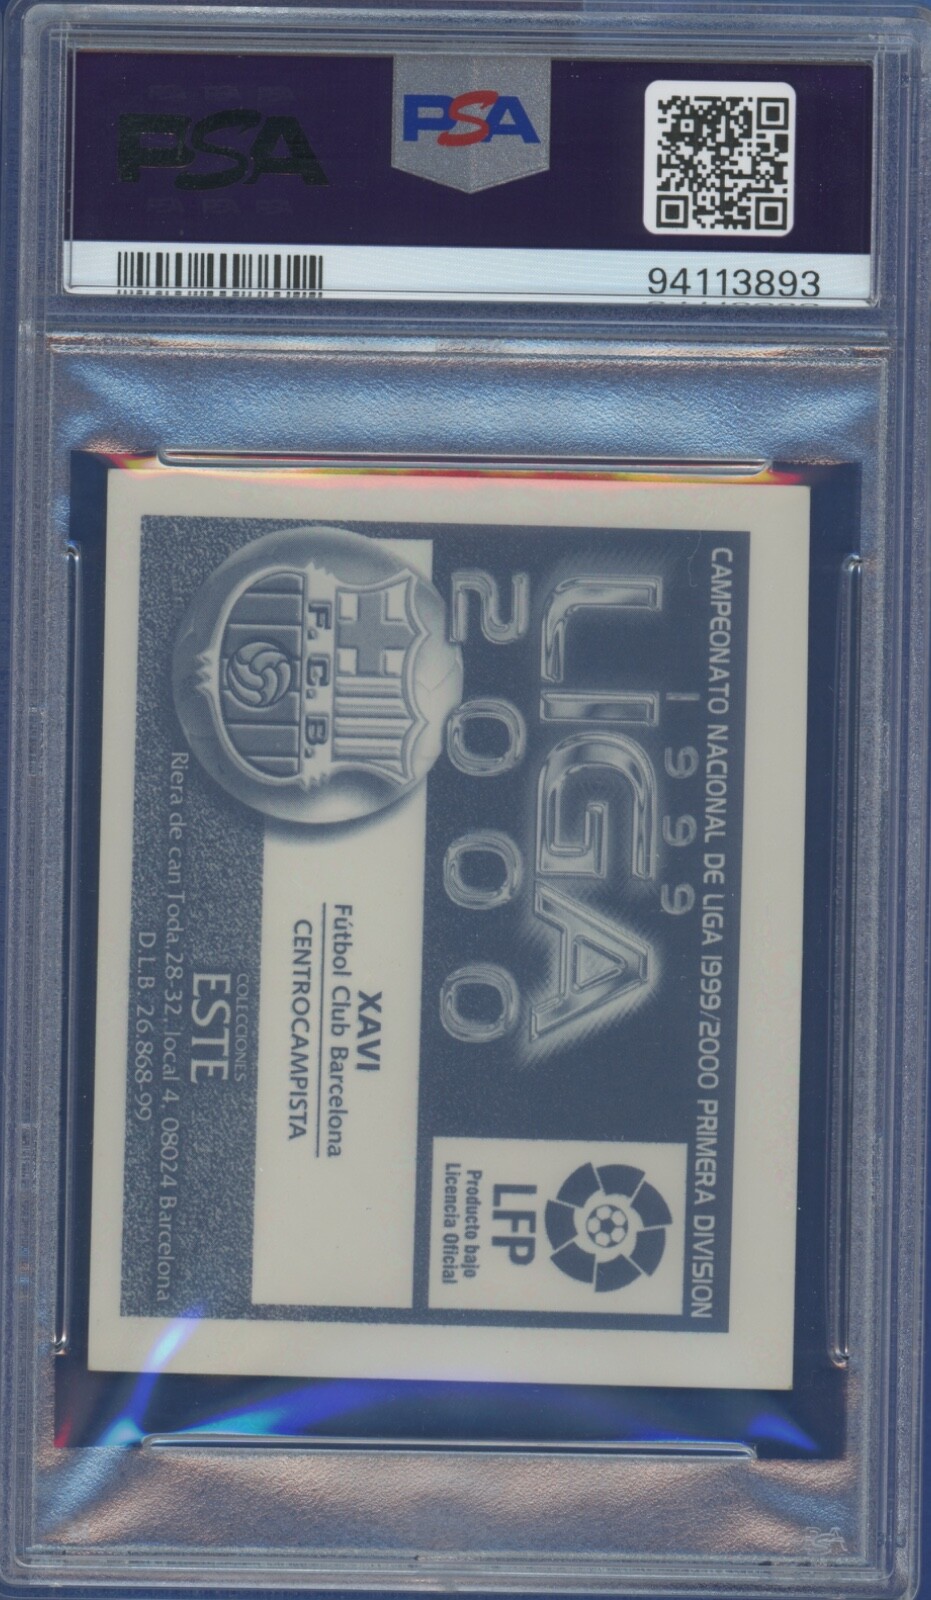 PSA
PSA
94113893
CAMPEONATO NACIONAL DE LIGA 1999/2000 PRIMERA DIVISION
1999
LIGA
2000
LFP
Producto bajo
Licencia Oficial
F.C.B.
XAVI
Fútbol Club Barcelona
CENTROCAMPISTA
COLECCIONES
ESTE
Riera de can Toda, 28-32, local 4, 08024 Barcelona
D.L.B. 26.868-99